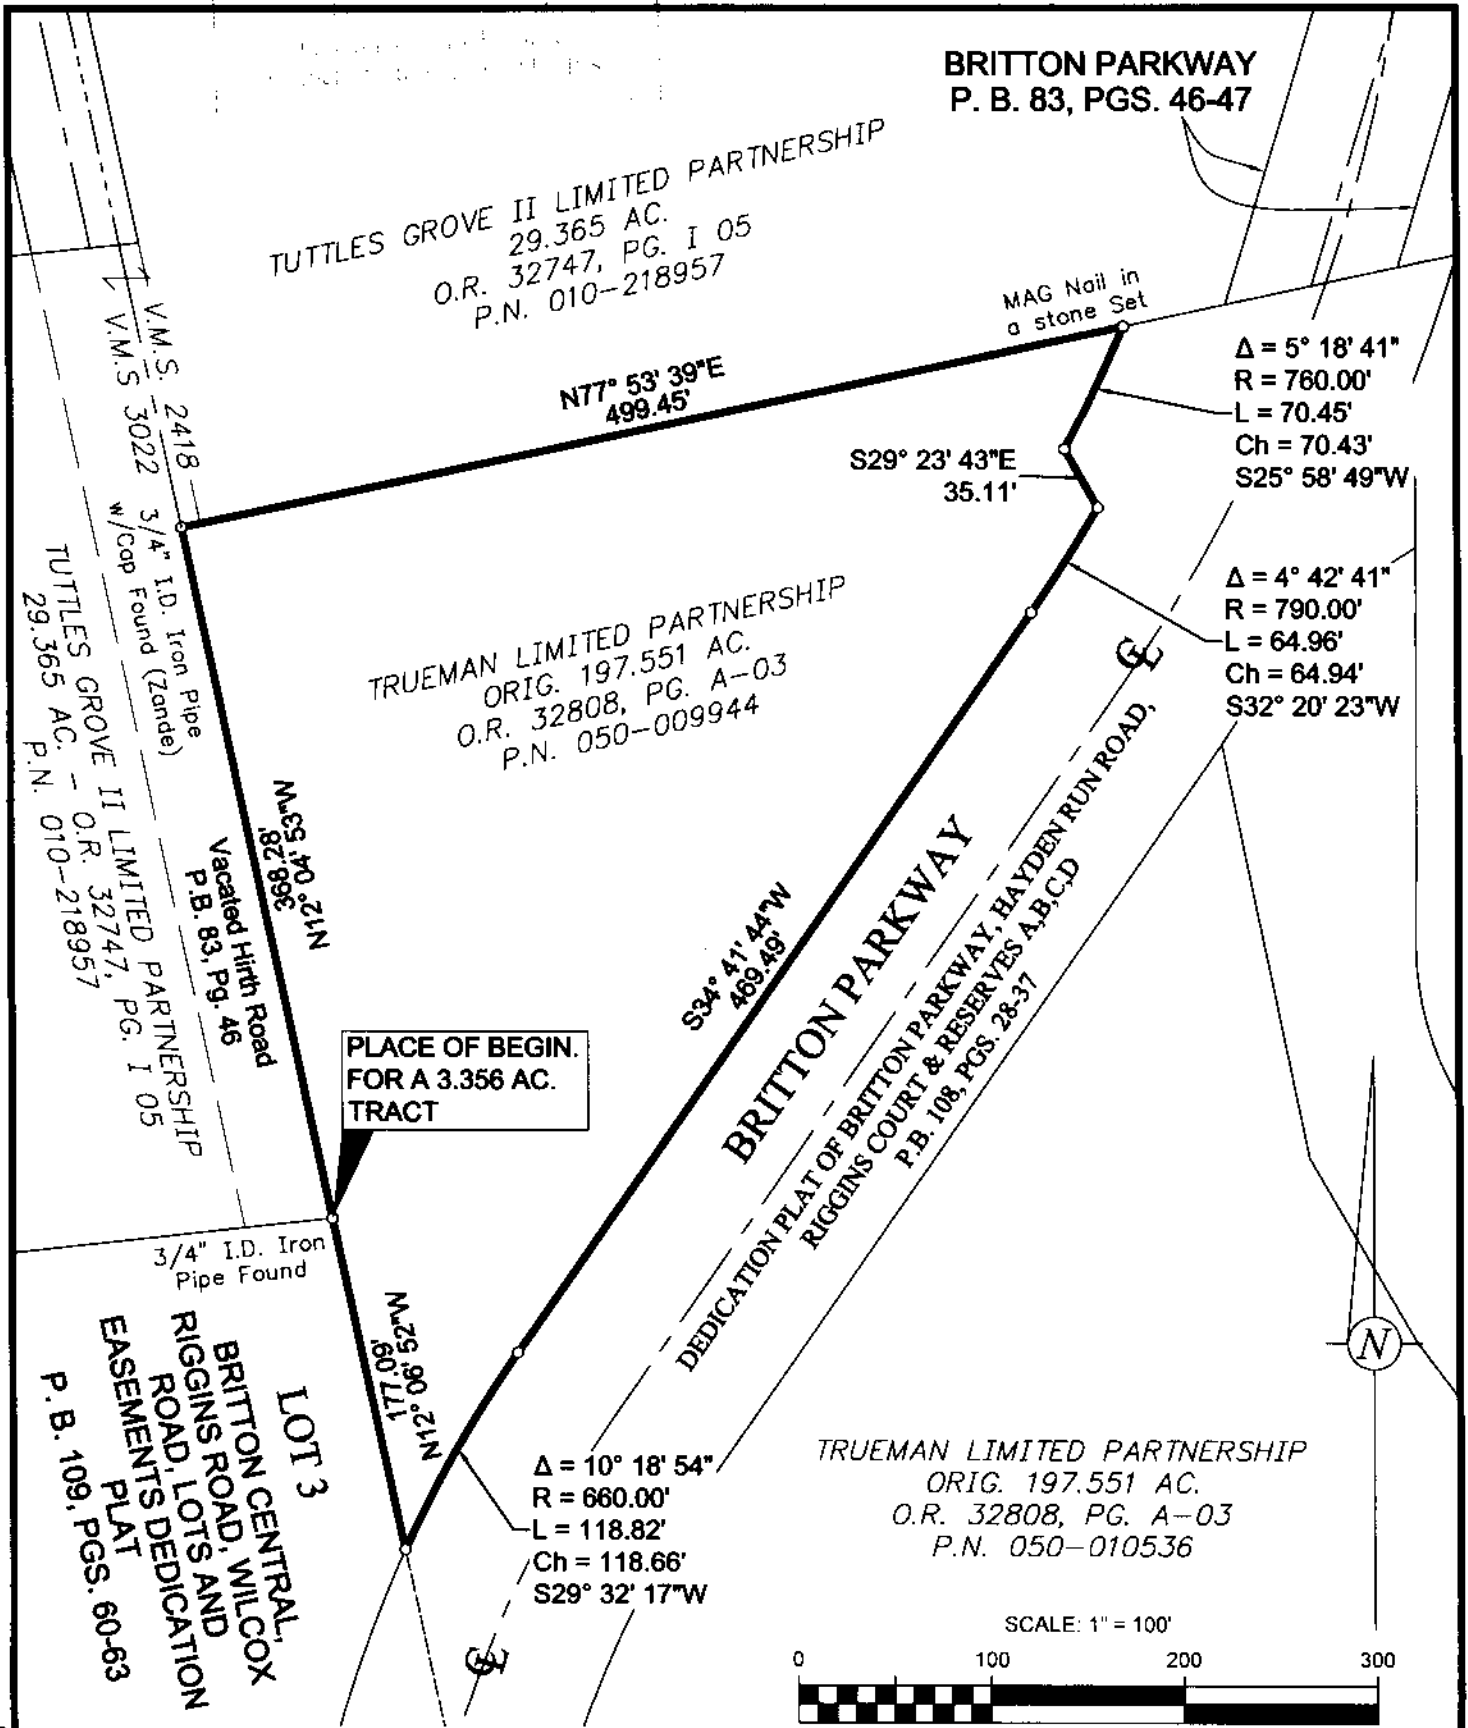 BRITTON PARKWAY
P. B. 83, PGS. 46-47
TUTTLES GROVE II LIMITED PARTNERSHIP
29.365 AC.
O.R. 32747, PG. I 05
P.N. 010-218957
MAG Nail in
a stone Set
Δ = 5° 18' 41"
R = 760.00'
L = 70.45'
Ch = 70.43'
S25° 58' 49"W
N77° 53' 39"E
499.45'
S29° 23' 43"E
35.11'
V.M.S. 2418
V.M.S 3022
3/4" I.D. Iron Pipe
w/Cap Found (Zande)
Δ = 4° 42' 41"
R = 790.00'
L = 64.96'
Ch = 64.94'
S32° 20' 23"W
TRUEMAN LIMITED PARTNERSHIP
ORIG. 197.551 AC.
O.R. 32808, PG. A-03
P.N. 050-009944
TUTTLES GROVE II LIMITED PARTNERSHIP
29.365 AC. - O.R. 32747, PG. I 05
P.N. 010-218957
N12° 04' 53"W
368.28'
Vacated Hirth Road
P.B. 83, Pg. 46
S34° 41' 44"W
469.49'
BRITTON PARKWAY
DEDICATION PLAT OF BRITTON PARKWAY, HAYDEN RUN ROAD,
RIGGINS COURT & RESERVES A,B,C,D
P.B. 108, PGS. 28-37
CL
PLACE OF BEGIN.
FOR A 3.356 AC.
TRACT
3/4" I.D. Iron
Pipe Found
N12° 06' 52"W
177.09'
LOT 3
BRITTON CENTRAL,
RIGGINS ROAD, WILCOX
ROAD, LOTS AND
EASEMENTS DEDICATION
PLAT
P. B. 109, PGS. 60-63
Δ = 10° 18' 54"
R = 660.00'
L = 118.82'
Ch = 118.66'
S29° 32' 17"W
CL
N
TRUEMAN LIMITED PARTNERSHIP
ORIG. 197.551 AC.
O.R. 32808, PG. A-03
P.N. 050-010536
SCALE: 1" = 100'
0 100 200 300